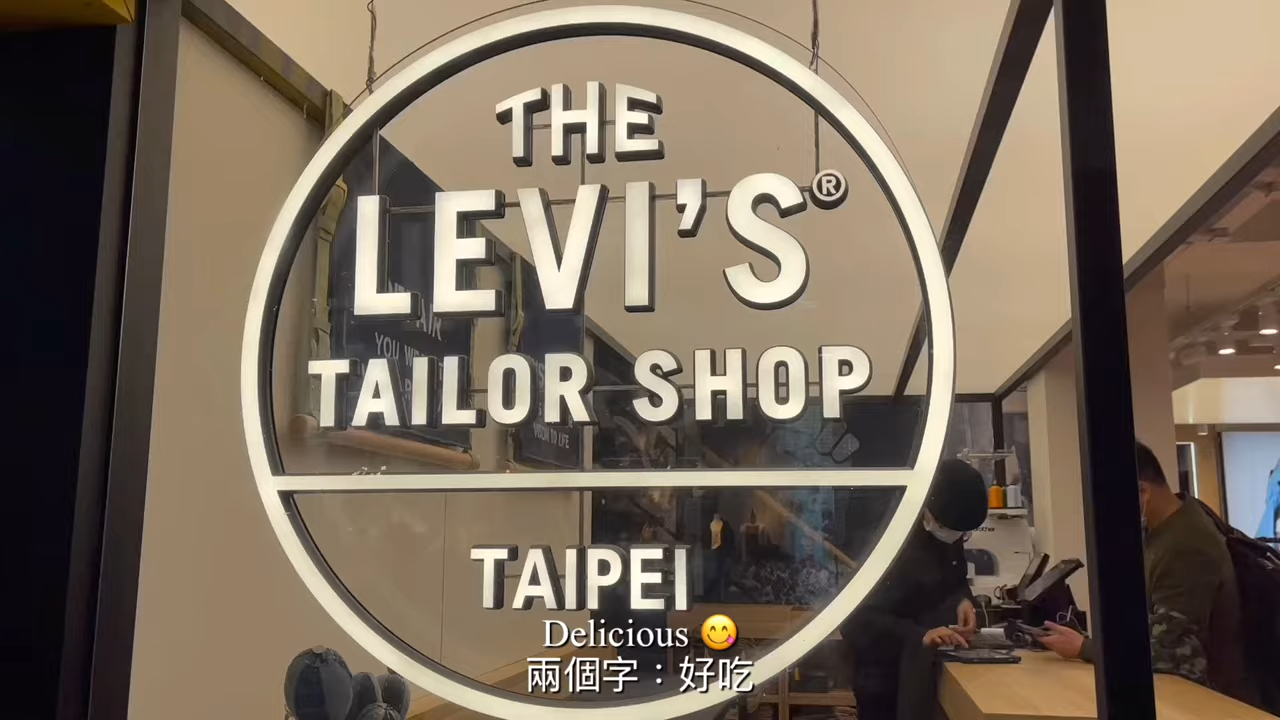 THE
LEVI'S®
TAILOR SHOP
TAIPEI
Delicious 😋
兩個字：好吃